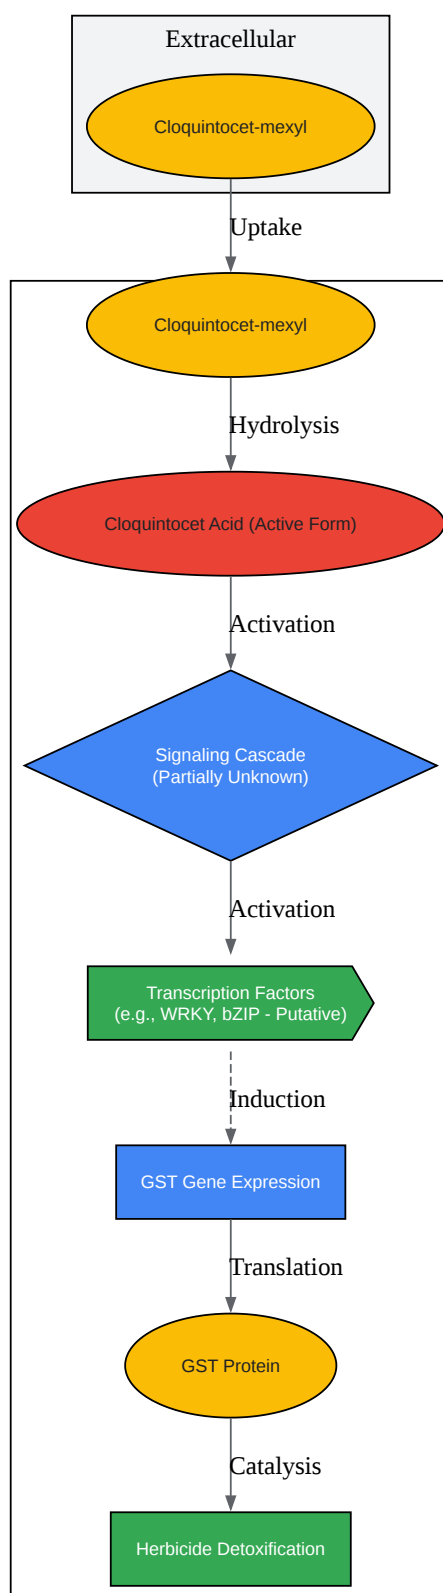 Extracellular
Cloquintocet-mexyl
Uptake
Cloquintocet-mexyl
Hydrolysis
Cloquintocet Acid (Active Form)
Activation
Signaling Cascade
(Partially Unknown)
Activation
Transcription Factors
(e.g., WRKY, bZIP - Putative)
Induction
GST Gene Expression
Translation
GST Protein
Catalysis
Herbicide Detoxification